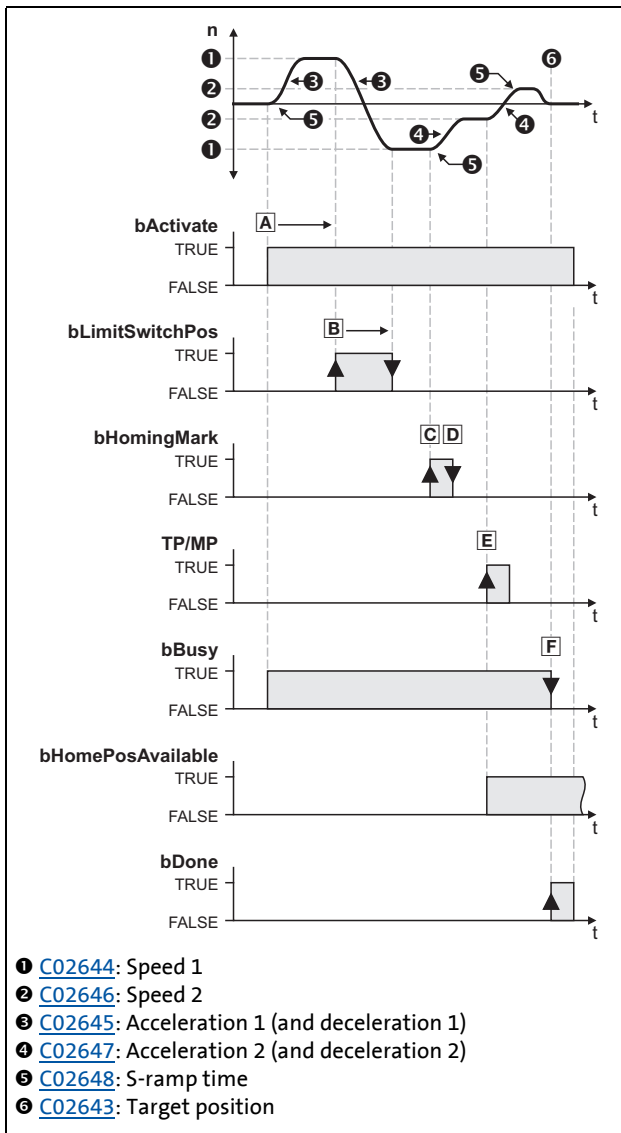 n
❶
❷
❷
❶
❸ ❸ ❺ ❻
❺ ❹ ❹
❺
t
bActivate
A
TRUE
FALSE
t
bLimitSwitchPos
B
TRUE
FALSE
t
bHomingMark
C D
TRUE
FALSE
t
TP/MP
E
TRUE
FALSE
t
bBusy
F
TRUE
FALSE
t
bHomePosAvailable
TRUE
FALSE
t
bDone
TRUE
FALSE
t
❶ C02644: Speed 1
❷ C02646: Speed 2
❸ C02645: Acceleration 1 (and deceleration 1)
❹ C02647: Acceleration 2 (and deceleration 2)
❺ C02648: S-ramp time
❻ C02643: Target position